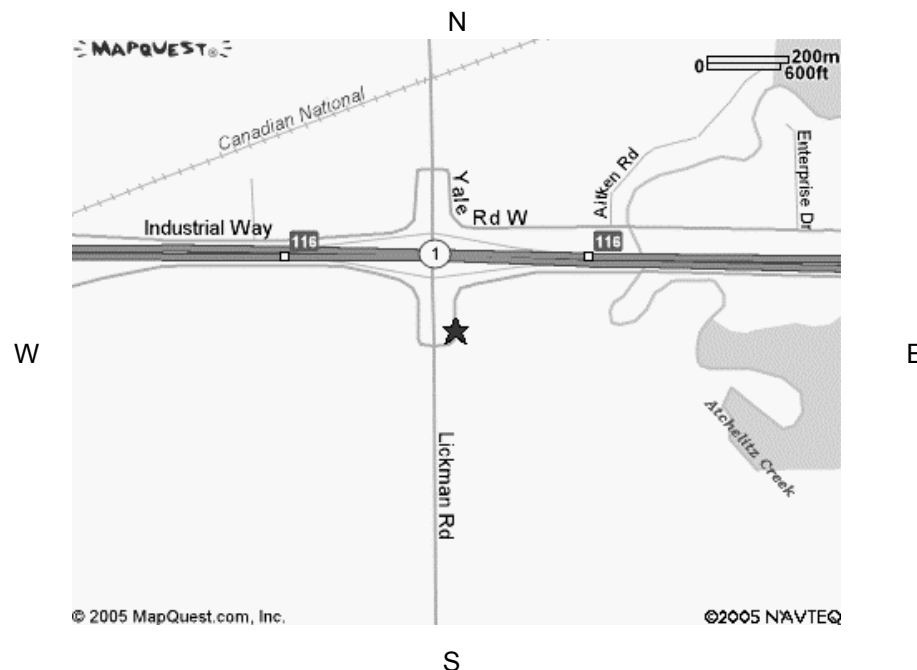 N
MAPQUEST®
0 200m
600ft
Canadian National
Enterprise Dr
Aitken Rd
Yale
Rd W
Industrial Way
116
116
1
W
E
Atchelitz Creek
Lickman Rd
© 2005 MapQuest.com, Inc.
©2005 NAVTEQ
S